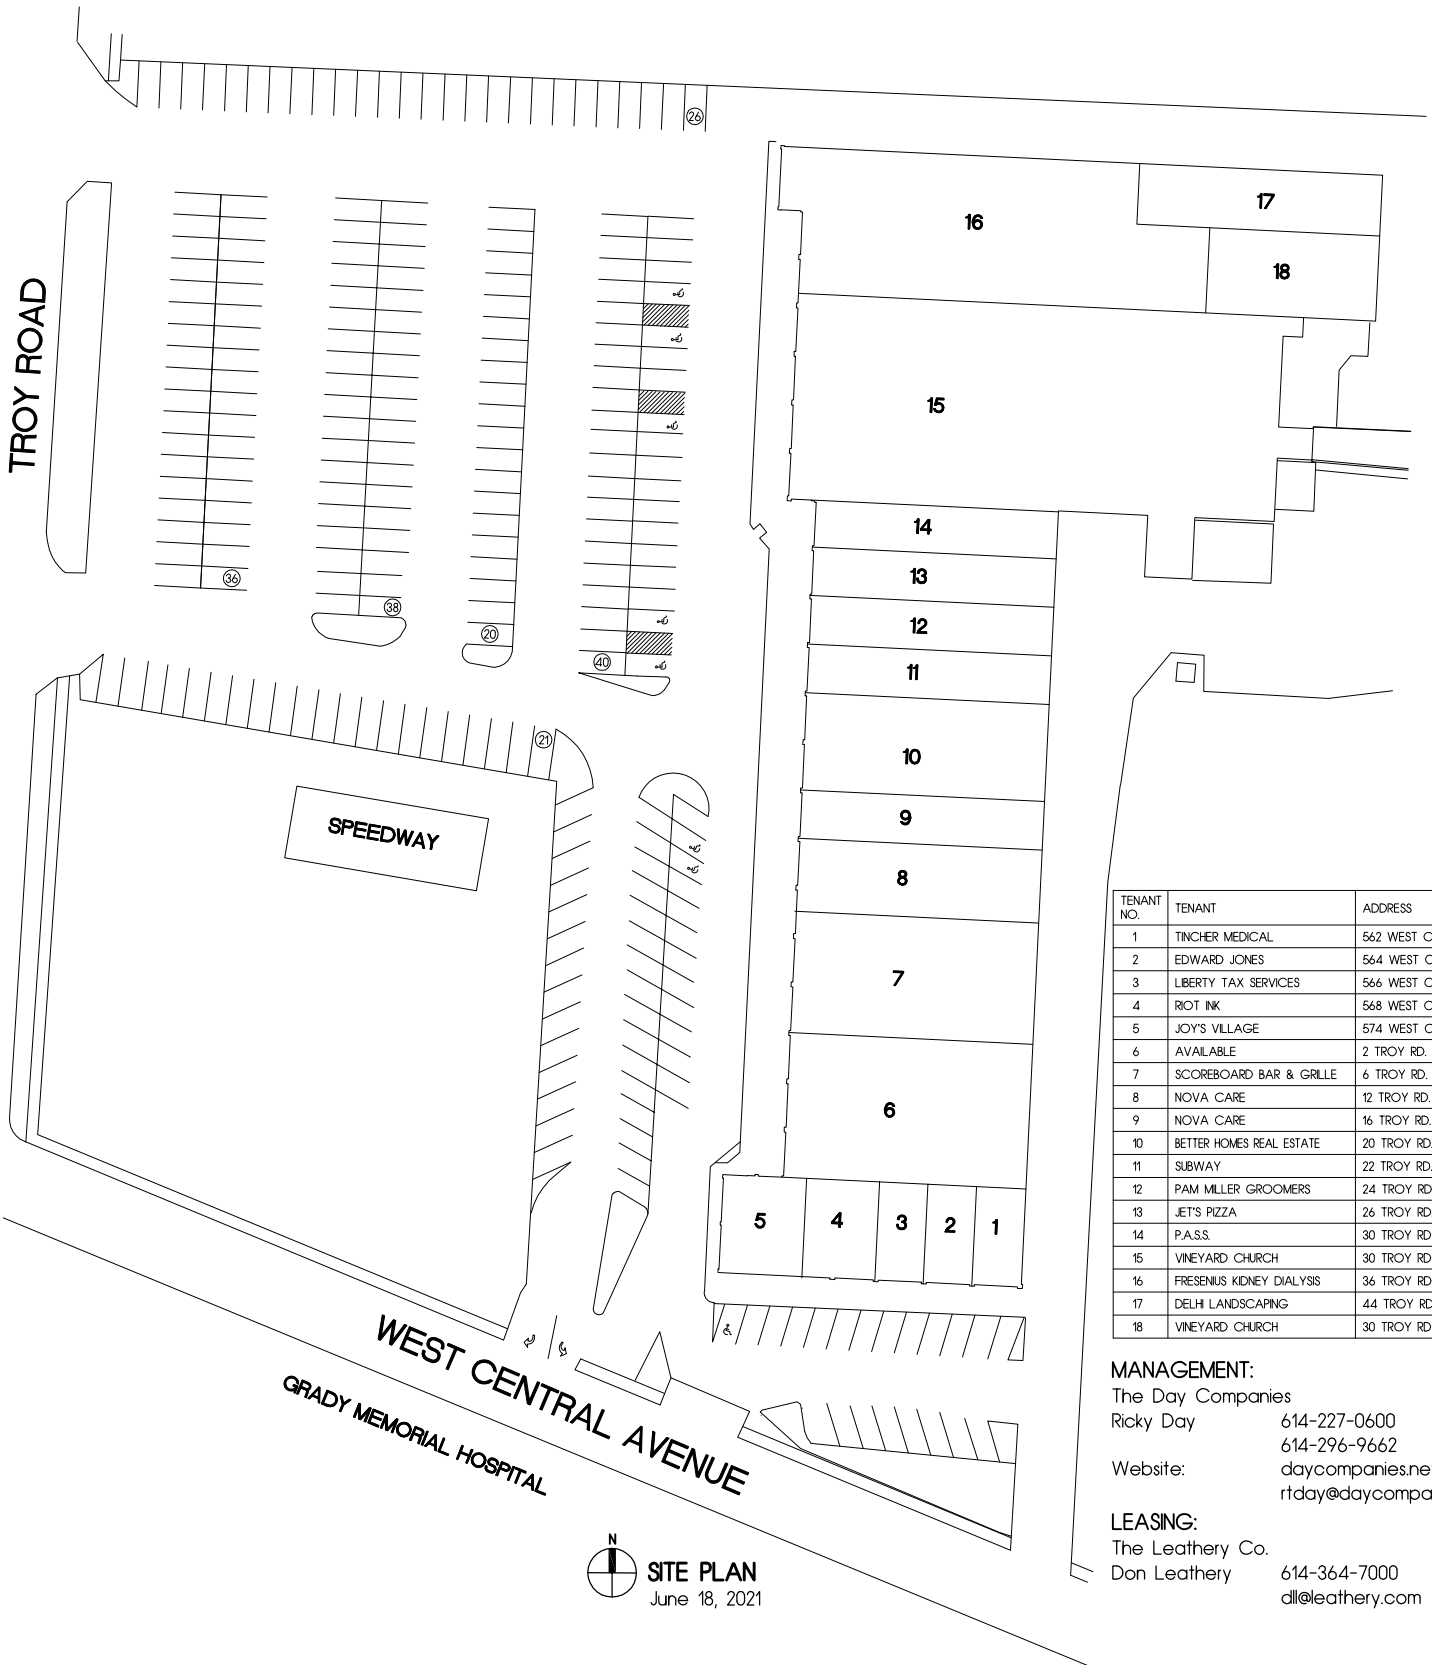 26
17
16
18
TROY ROAD
15
14
13
36
38
12
20
40
11
21
10
SPEEDWAY
9
8
7
6
5 4 3 2 1
WEST CENTRAL AVENUE
GRADY MEMORIAL HOSPITAL
N
SITE PLAN
June 18, 2021
TENANT NO. TENANT ADDRESS
1 TINCHER MEDICAL 562 WEST C
2 EDWARD JONES 564 WEST C
3 LIBERTY TAX SERVICES 566 WEST C
4 RIOT INK 568 WEST C
5 JOY'S VILLAGE 574 WEST C
6 AVAILABLE 2 TROY RD.
7 SCOREBOARD BAR & GRILLE 6 TROY RD.
8 NOVA CARE 12 TROY RD.
9 NOVA CARE 16 TROY RD.
10 BETTER HOMES REAL ESTATE 20 TROY RD.
11 SUBWAY 22 TROY RD.
12 PAM MILLER GROOMERS 24 TROY RD
13 JET'S PIZZA 26 TROY RD
14 P.A.S.S. 30 TROY RD
15 VINEYARD CHURCH 30 TROY RD
16 FRESENIUS KIDNEY DIALYSIS 36 TROY RD
17 DELHI LANDSCAPING 44 TROY RD
18 VINEYARD CHURCH 30 TROY RD
MANAGEMENT:
The Day Companies
Ricky Day 614-227-0600
614-296-9662
Website: daycompanies.ne
rtday@daycompa
LEASING:
The Leathery Co.
Don Leathery 614-364-7000
dll@leathery.com